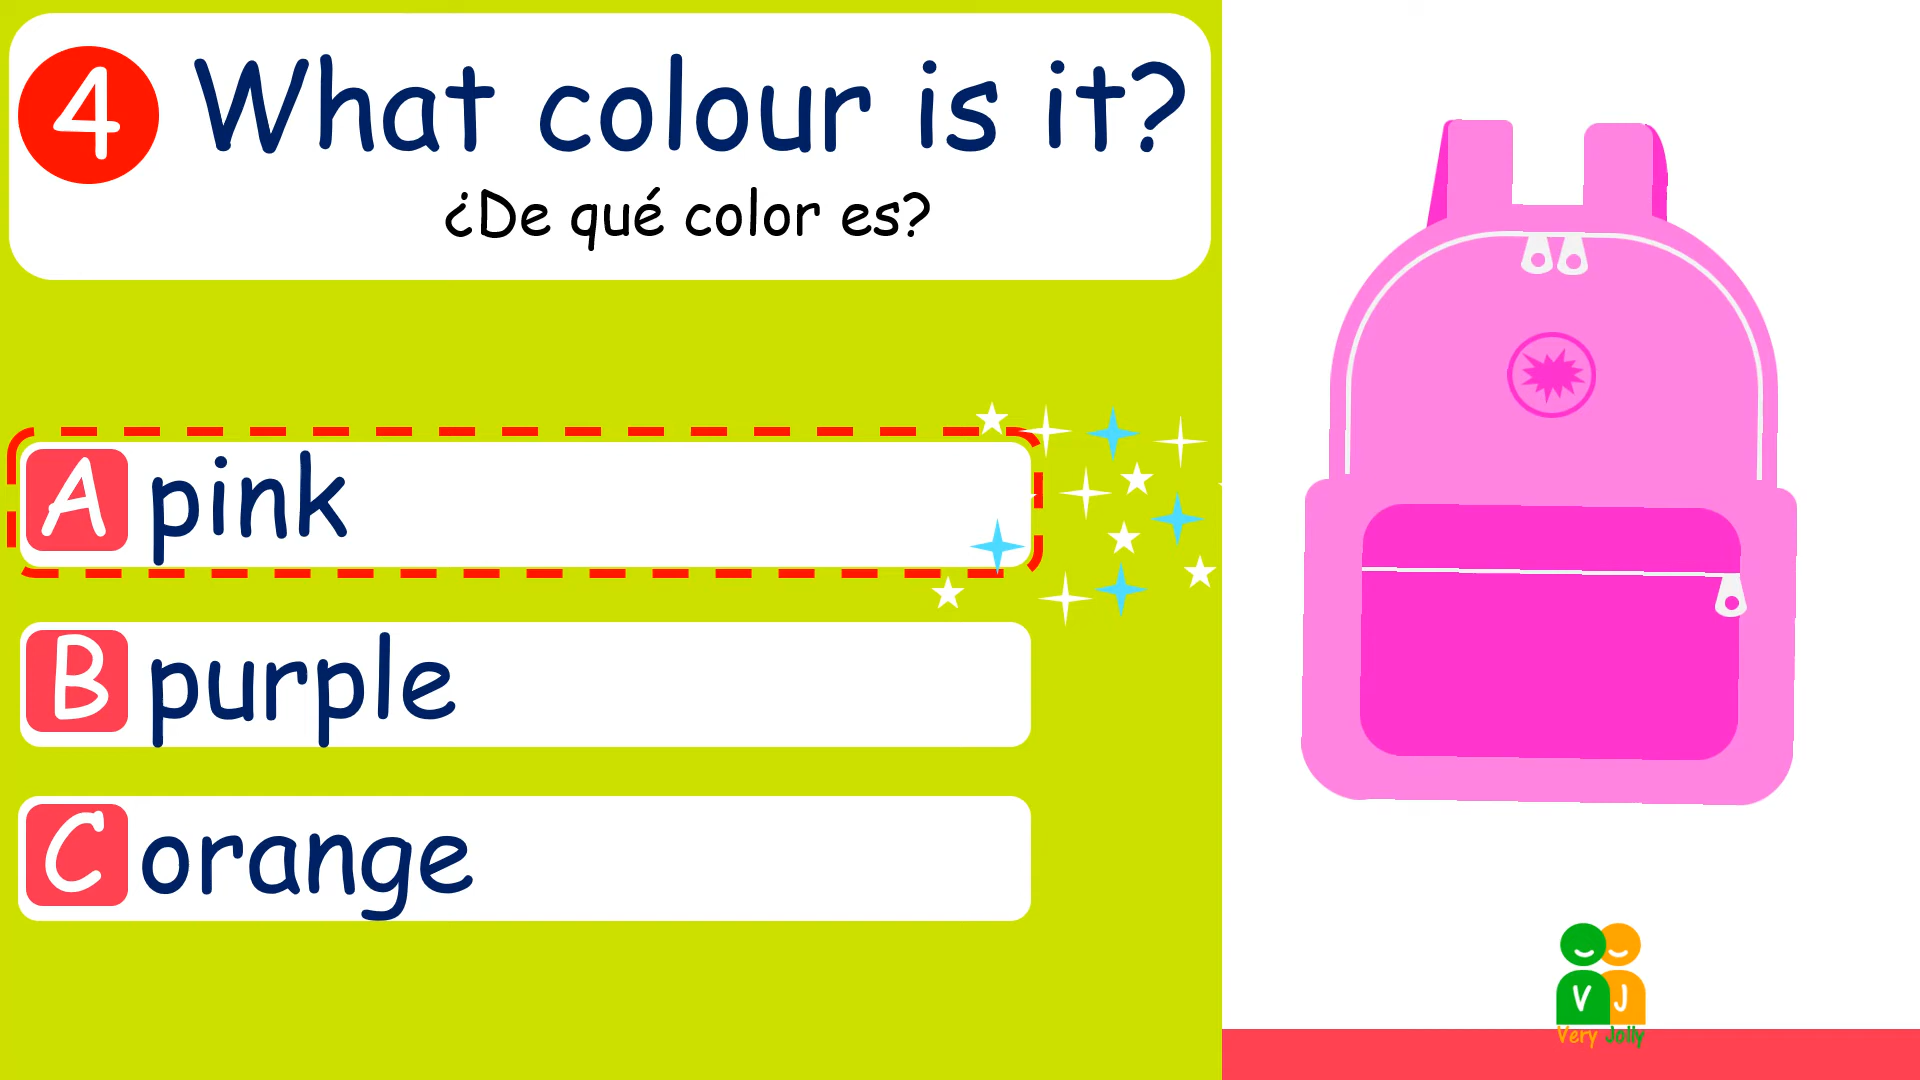 4 What colour is it?
¿De qué color es?
A pink
B purple
C orange
V J
Very Jolly